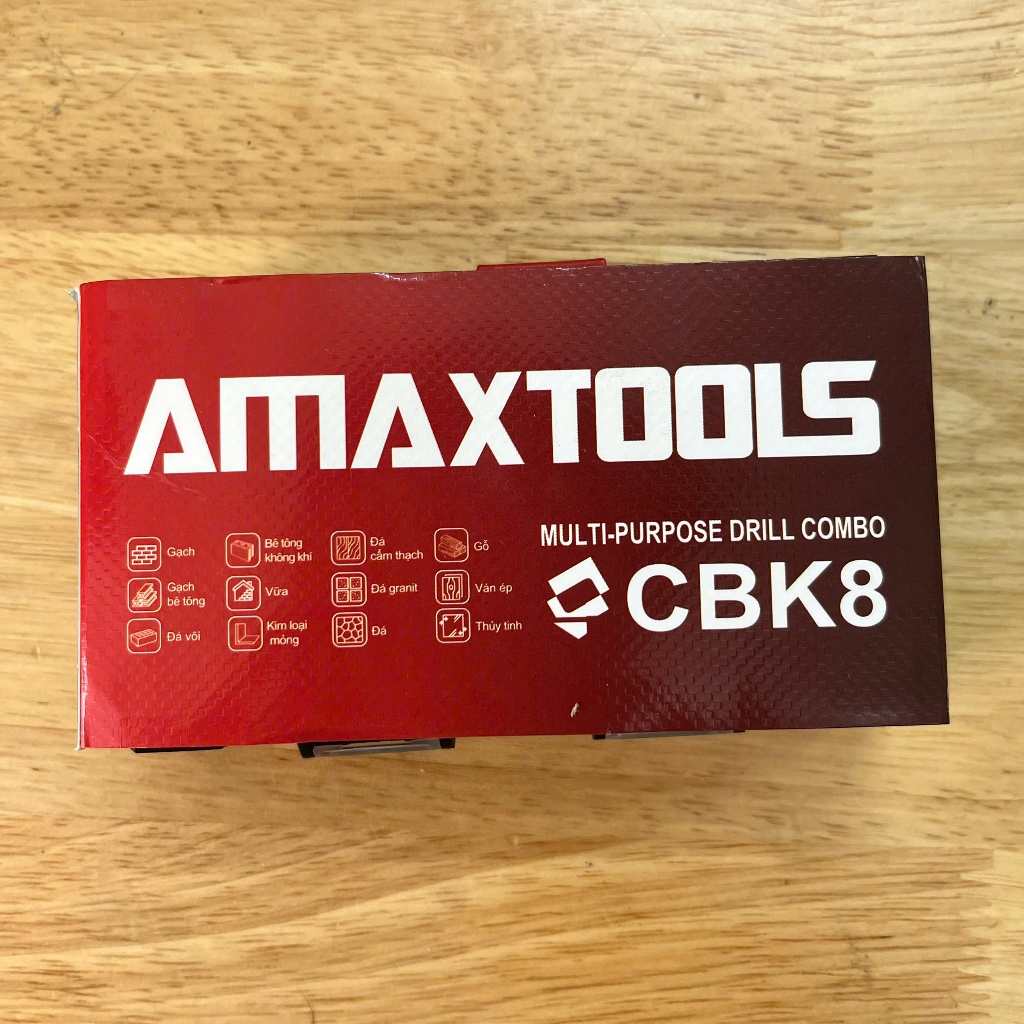 AMAXTOOLS
MULTI-PURPOSE DRILL COMBO
CBK8
Gạch
Bê tông
không khí
Đá
cẩm thạch
Gỗ
Gạch
bê tông
Vữa
Đá granit
Ván ép
Đá vôi
Kim loại
mỏng
Đá
Thủy tinh